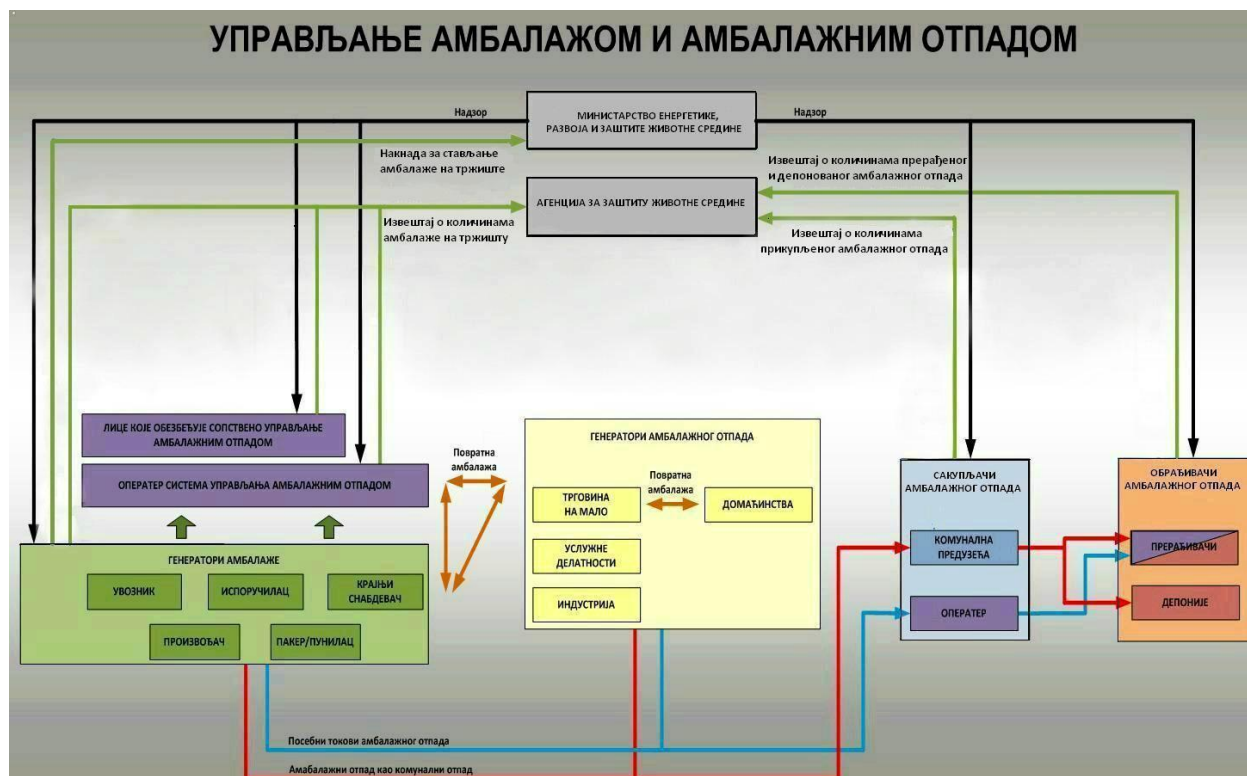 УПРАВЉАЊЕ АМБАЛАЖОМ И АМБАЛАЖНИМ ОТПАДОМ
Надзор
МИНИСТАРСТВО ЕНЕРГЕТИКЕ,
РАЗВОЈА И ЗАШТИТЕ ЖИВОТНЕ СРЕДИНЕ
Надзор
Накнада за стављање
амбалаже на тржиште
Извештај о количинама прерађеног
и депонованог амбалажног отпада
АГЕНЦИЈА ЗА ЗАШТИТУ ЖИВОТНЕ СРЕДИНЕ
Извештај о количинама
амбалаже на тржишту
Извештај о количинама
прикупљеног амбалажног отпада
ЛИЦЕ КОЈЕ ОБЕЗБЕЂУЈЕ СОПСТВЕНО УПРАВЉАЊЕ
АМБАЛАЖНИМ ОТПАДОМ
ОПЕРАТЕР СИСТЕМА УПРАВЉАЊА АМБАЛАЖНИМ ОТПАДОМ
ГЕНЕРАТОРИ АМБАЛАЖЕ
УВОЗНИК
ИСПОРУЧИЛАЦ
КРАЈЊИ
СНАБДЕВАЧ
ПРОИЗВОЂАЧ
ПАКЕР/ПУНИЛАЦ
Повратна
амбалажа
ГЕНЕРАТОРИ АМБАЛАЖНОГ ОТПАДА
ТРГОВИНА
НА МАЛО
Повратна
амбалажа
ДОМАЋИНСТВА
УСЛУЖНЕ
ДЕЛАТНОСТИ
ИНДУСТРИЈА
САКУПЉАЧИ
АМБАЛАЖНОГ ОТПАДА
КОМУНАЛНА
ПРЕДУЗЕЋА
ОПЕРАТЕР
ОБРАЂИВАЧИ
АМБАЛАЖНОГ ОТПАДА
ПРЕРАЂИВАЧИ
ДЕПОНИЈЕ
Посебни токови амбалажног отпада
Амабалажни отпад као комунални отпад